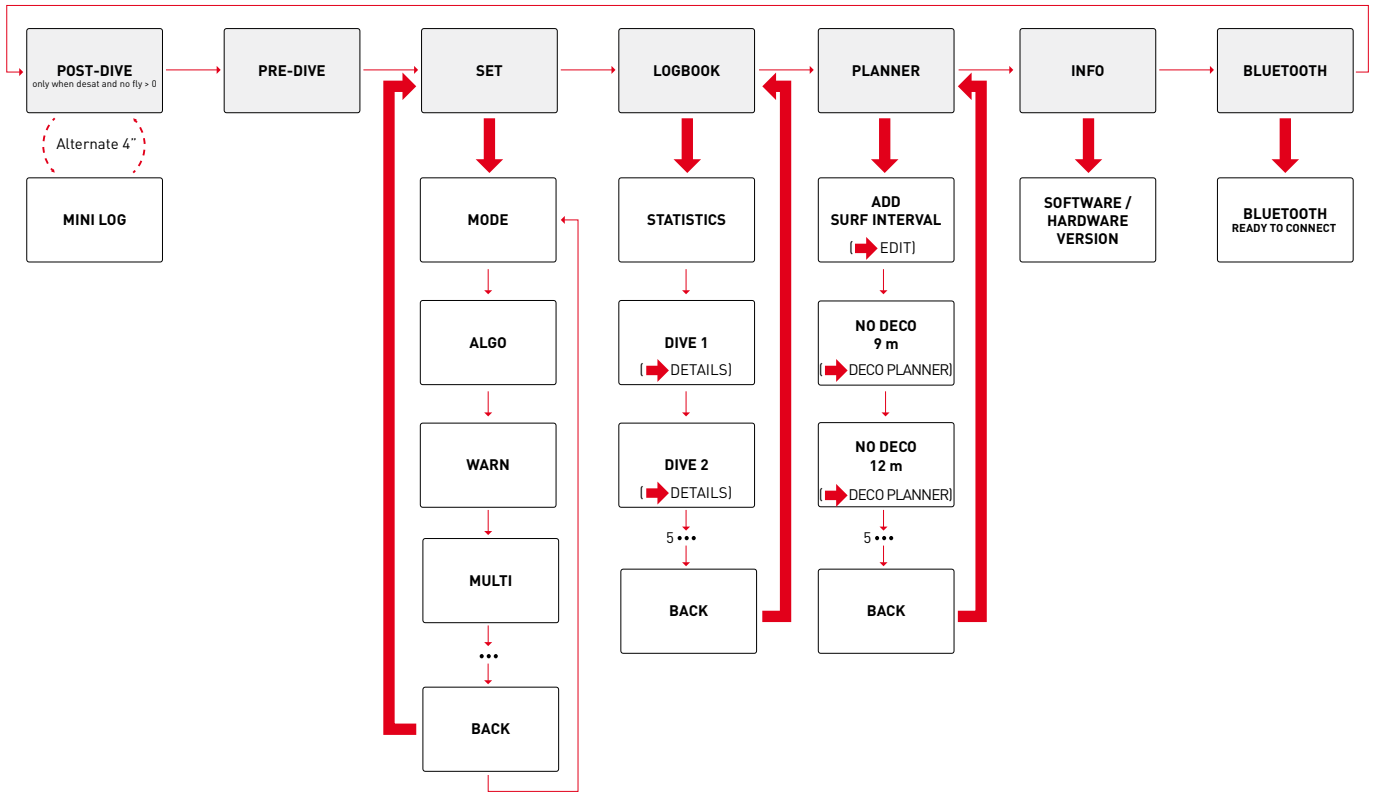 POST-DIVE
only when desat and no fly > 0
PRE-DIVE
SET
LOGBOOK
PLANNER
INFO
BLUETOOTH
Alternate 4"
MINI LOG
MODE
ALGO
WARN
MULTI
•••
BACK
STATISTICS
DIVE 1
( DETAILS)
DIVE 2
( DETAILS)
5 •••
BACK
ADD
SURF INTERVAL
( EDIT)
NO DECO
9 m
( DECO PLANNER)
NO DECO
12 m
( DECO PLANNER)
5 •••
BACK
SOFTWARE /
HARDWARE
VERSION
BLUETOOTH
READY TO CONNECT